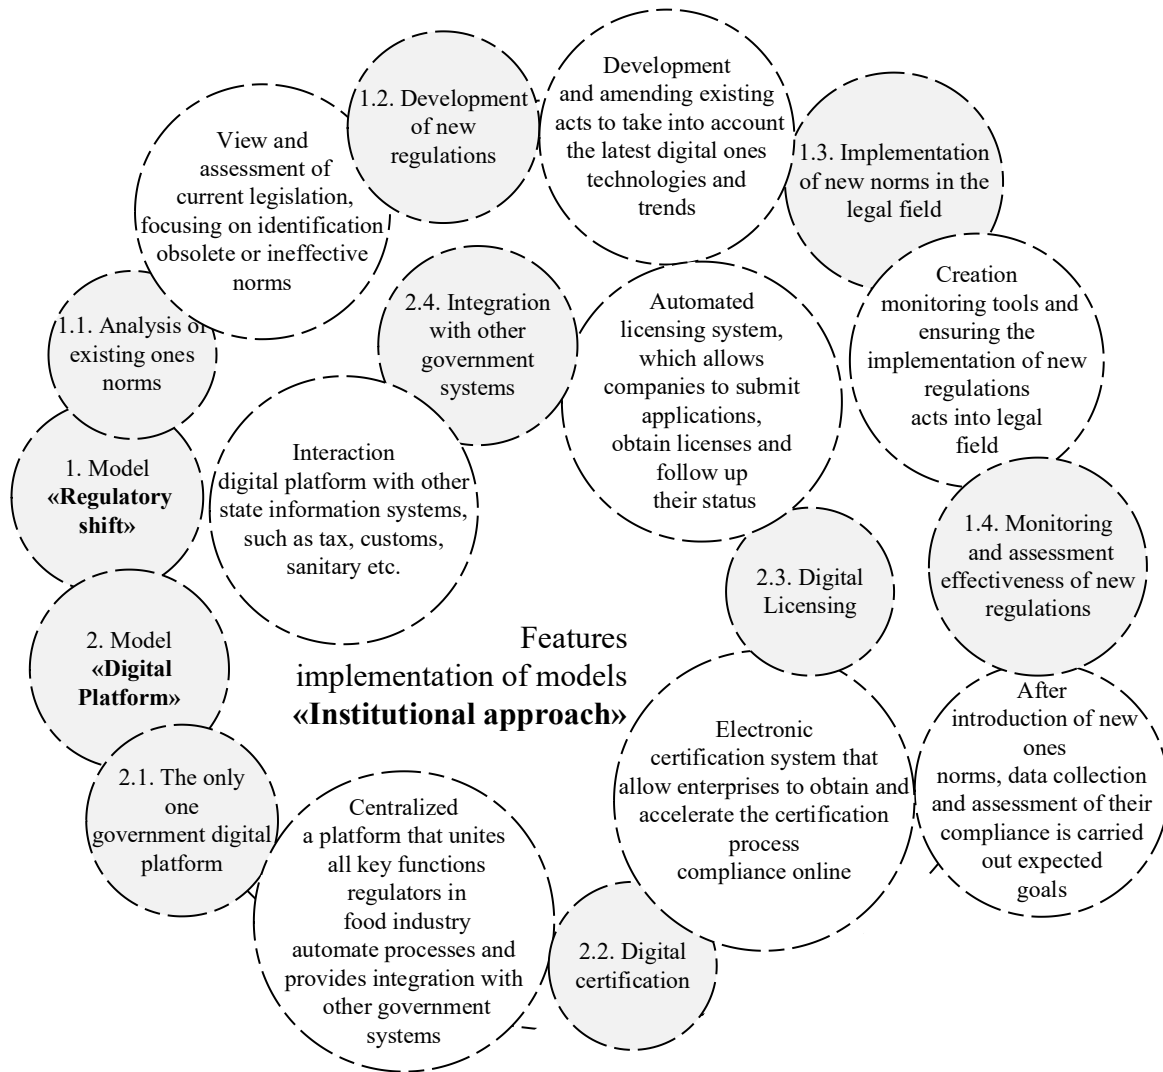 1. Model
«Regulatory
shift»
1.1. Analysis of
existing ones
norms
View and
assessment of
current legislation,
focusing on identification
obsolete or ineffective
norms
1.2. Development
of new
regulations
Development
and amending existing
acts to take into account
the latest digital ones
technologies and
trends
1.3. Implementation
of new norms in the
legal field
Creation
monitoring tools and
ensuring the
implementation of new
regulations
acts into legal
field
1.4. Monitoring
and assessment
effectiveness of new
regulations
After
introduction of new
ones
norms, data collection
and assessment of their
compliance is carried
out expected
goals
2. Model
«Digital
Platform»
2.1. The only
one
government digital
platform
Centralized
a platform that unites
all key functions
regulators in
food industry
automate processes and
provides integration with
other government
systems
2.2. Digital
certification
Electronic
certification system that
allow enterprises to obtain and
accelerate the certification
process
compliance online
2.3. Digital
Licensing
Automated
licensing system,
which allows
companies to submit
applications,
obtain licenses and
follow up
their status
2.4. Integration
with other
government
systems
Interaction
digital platform with other
state information systems,
such as tax, customs,
sanitary etc.
Features
implementation of models
«Institutional approach»